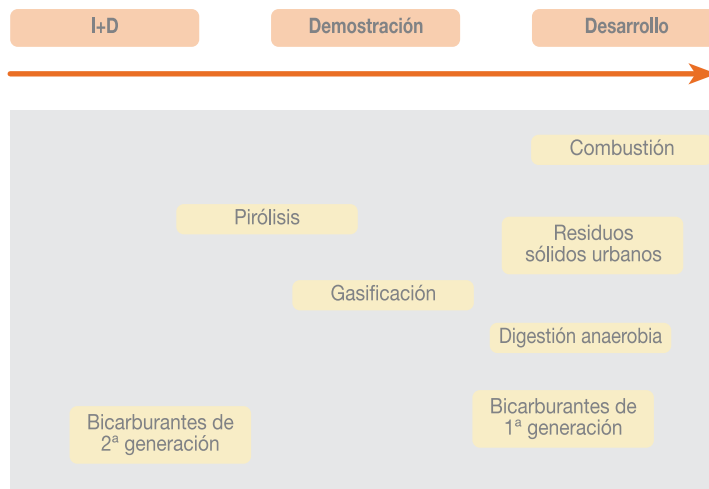 I+D
Demostración
Desarrollo
Combustión
Pirólisis
Residuos
sólidos urbanos
Gasificación
Digestión anaerobia
Bicarburantes de
2ª generación
Bicarburantes de
1ª generación